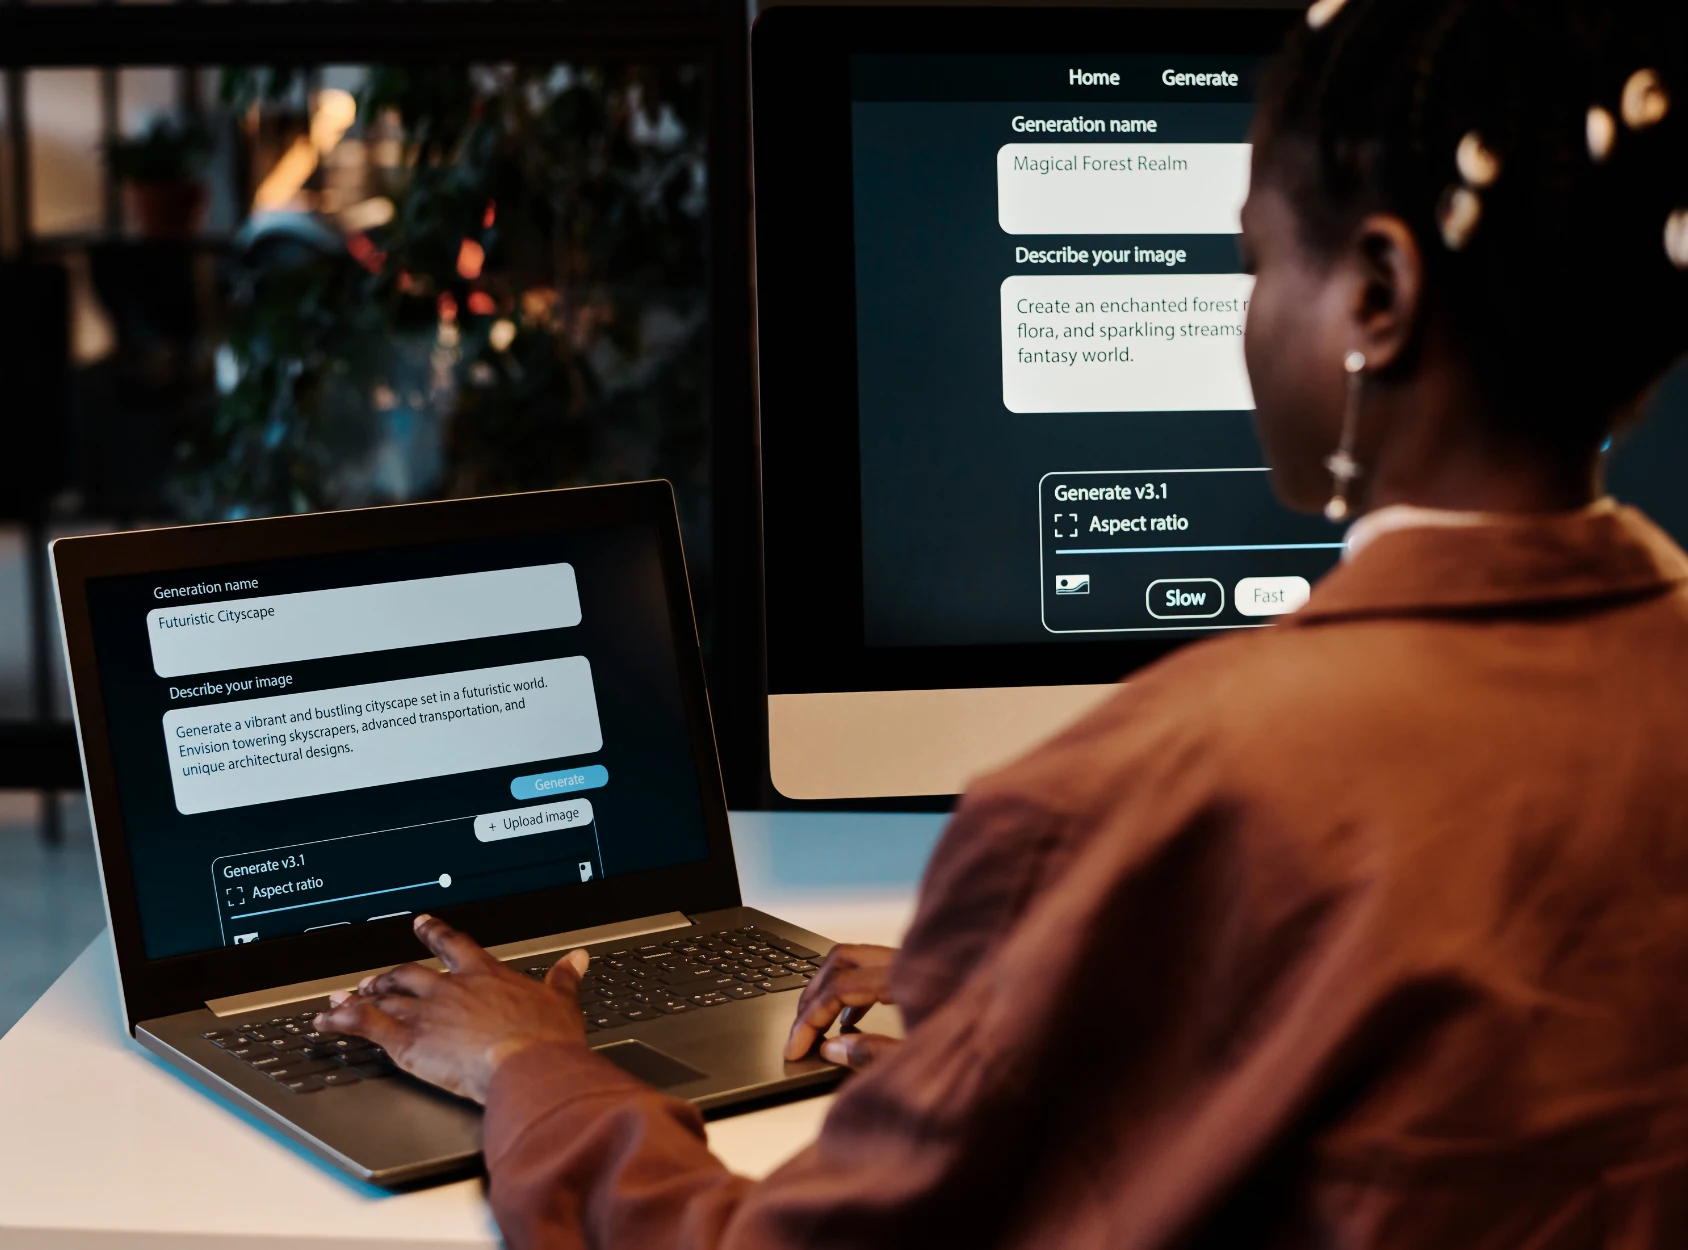 Home Generate
Generation name
Magical Forest Realm
Describe your image
Create an enchanted forest
flora, and sparkling streams.
fantasy world.
Generate v3.1
Aspect ratio
Slow Fast
Generation name
Futuristic Cityscape
Describe your image
Generate a vibrant and bustling cityscape set in a futuristic world.
Envision towering skyscrapers, advanced transportation, and
unique architectural designs.
Generate
+ Upload image
Generate v3.1
Aspect ratio